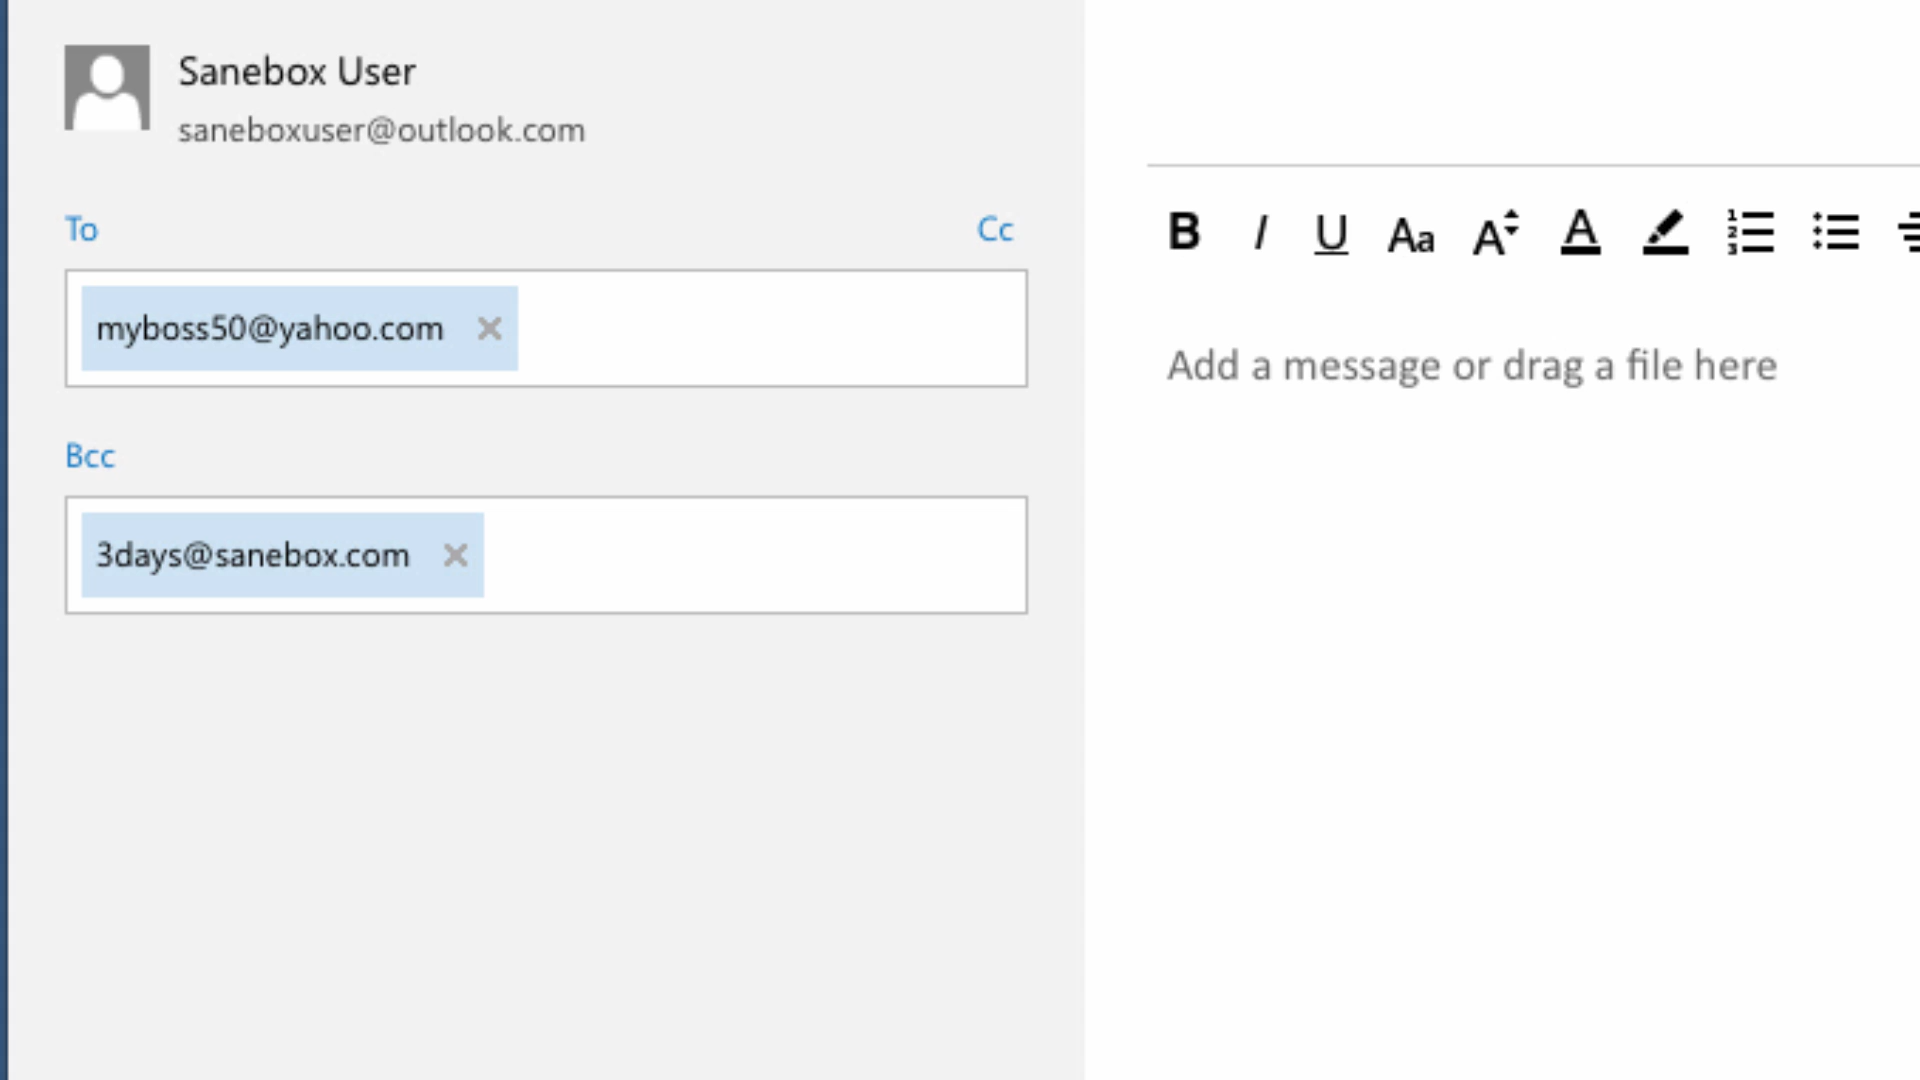 Sanebox User
saneboxuser@outlook.com
To Cc
myboss50@yahoo.com
Bcc
3days@sanebox.com
B I U Aa A A
Add a message or drag a file here